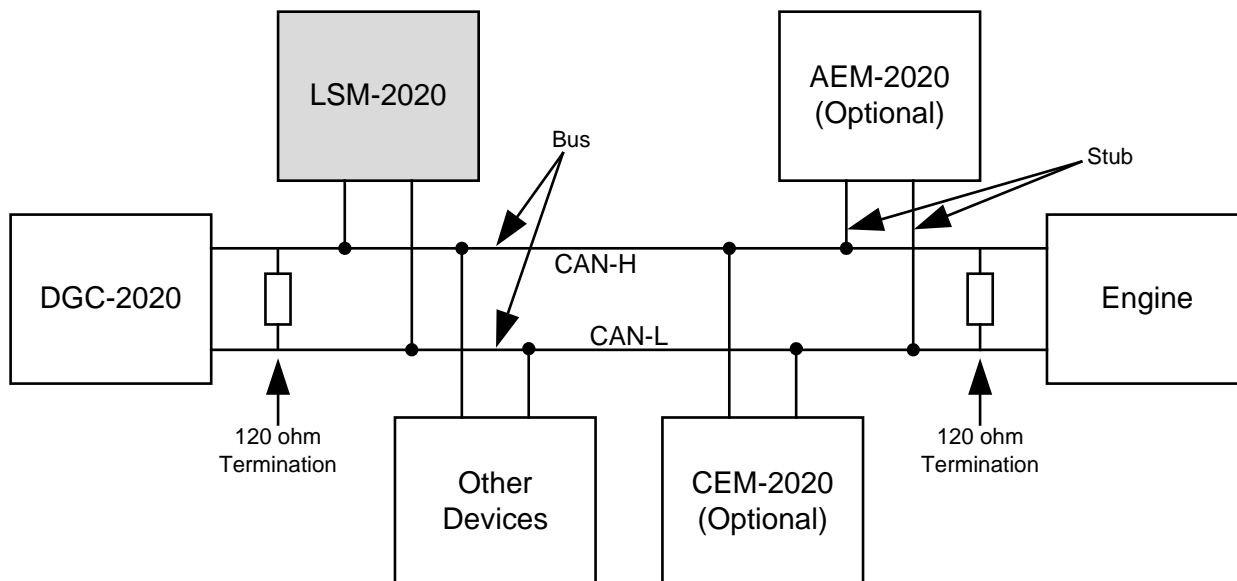 LSM-2020
AEM-2020
(Optional)
Bus
Stub
DGC-2020
CAN-H
CAN-L
Engine
120 ohm
Termination
Other
Devices
CEM-2020
(Optional)
120 ohm
Termination